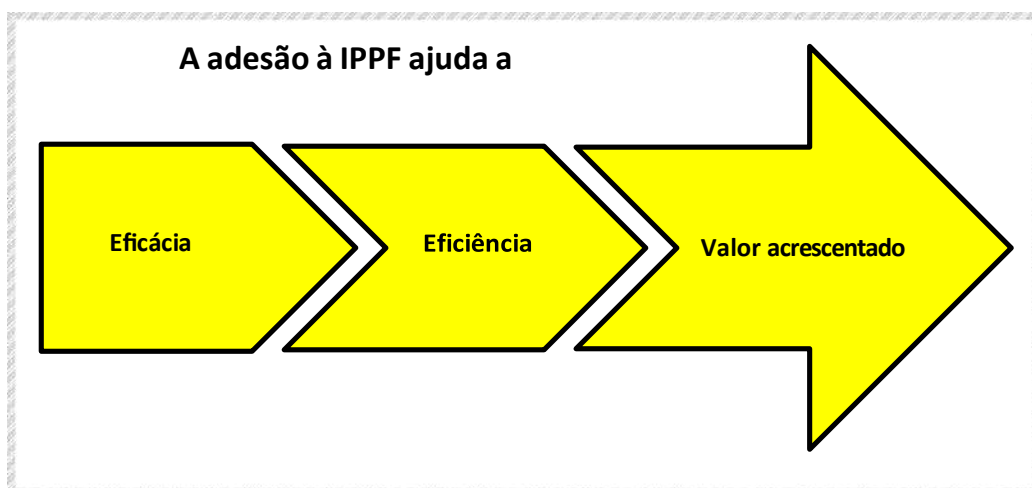 A adesão à IPPF ajuda a
Eficácia
Eficiência
Valor acrescentado